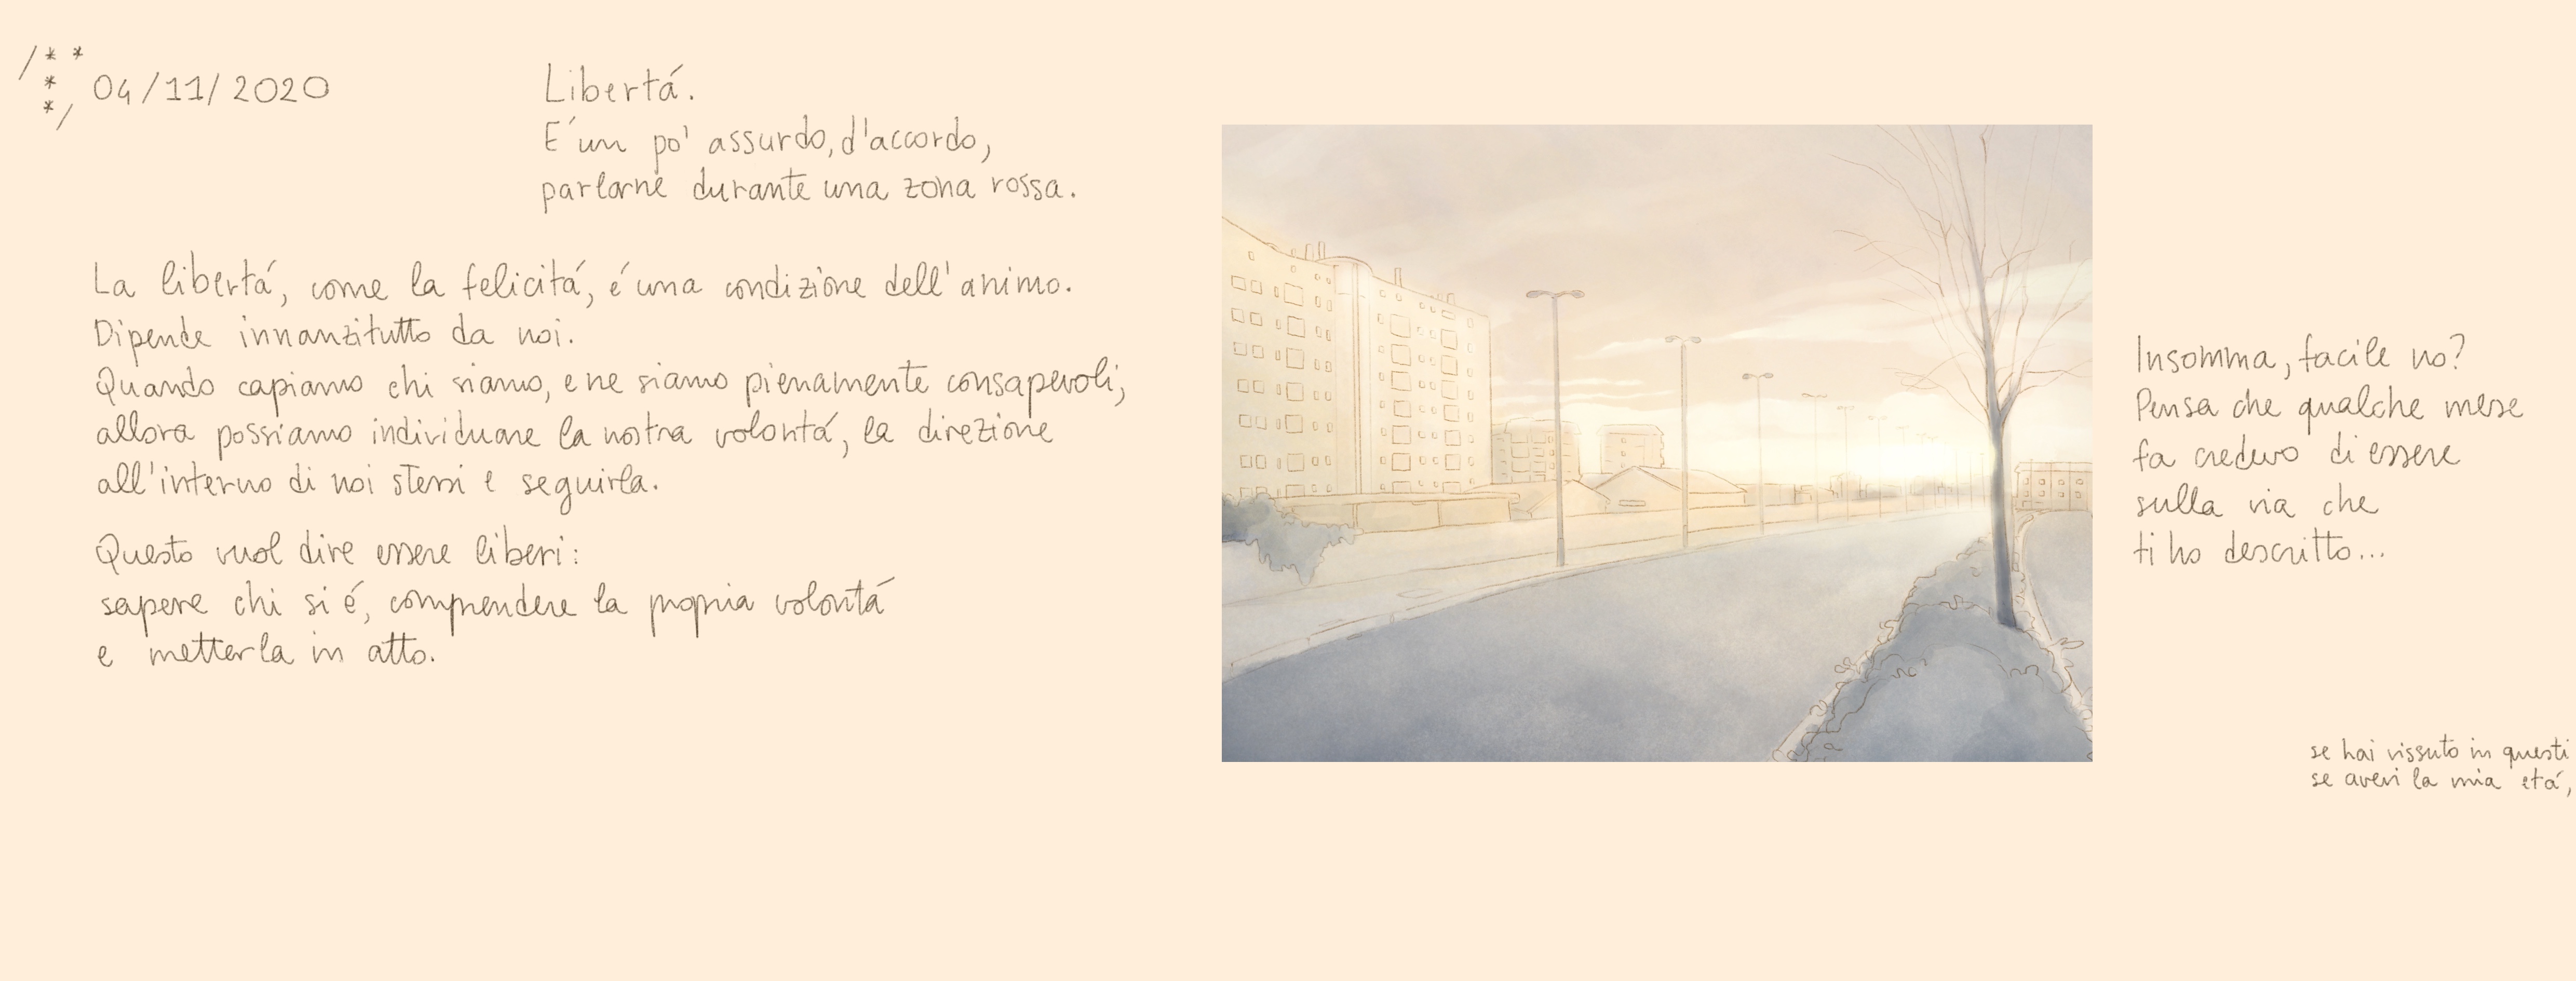 /**
*
*/
04/11/2020
Libertá.
E´ un po' assurdo, d'accordo,
parlarne durante una zona rossa.
La libertá, come la felicitá, é una condizione dell'animo.
Dipende innanzitutto da noi.
Quando capiamo chi siamo, e ne siamo pienamente consapevoli,
allora possiamo individuare la nostra volontá, la direzione
all'interno di noi stessi e seguirla.
Questo vuol dire essere liberi:
sapere chi si é, comprendere la propria volontá
e metterla in atto.
Insomma, facile no?
Pensa che qualche mese
fa credevo di essere
sulla via che
ti ho descritto...
se hai vissuto in questi
se avevi la mia etá,